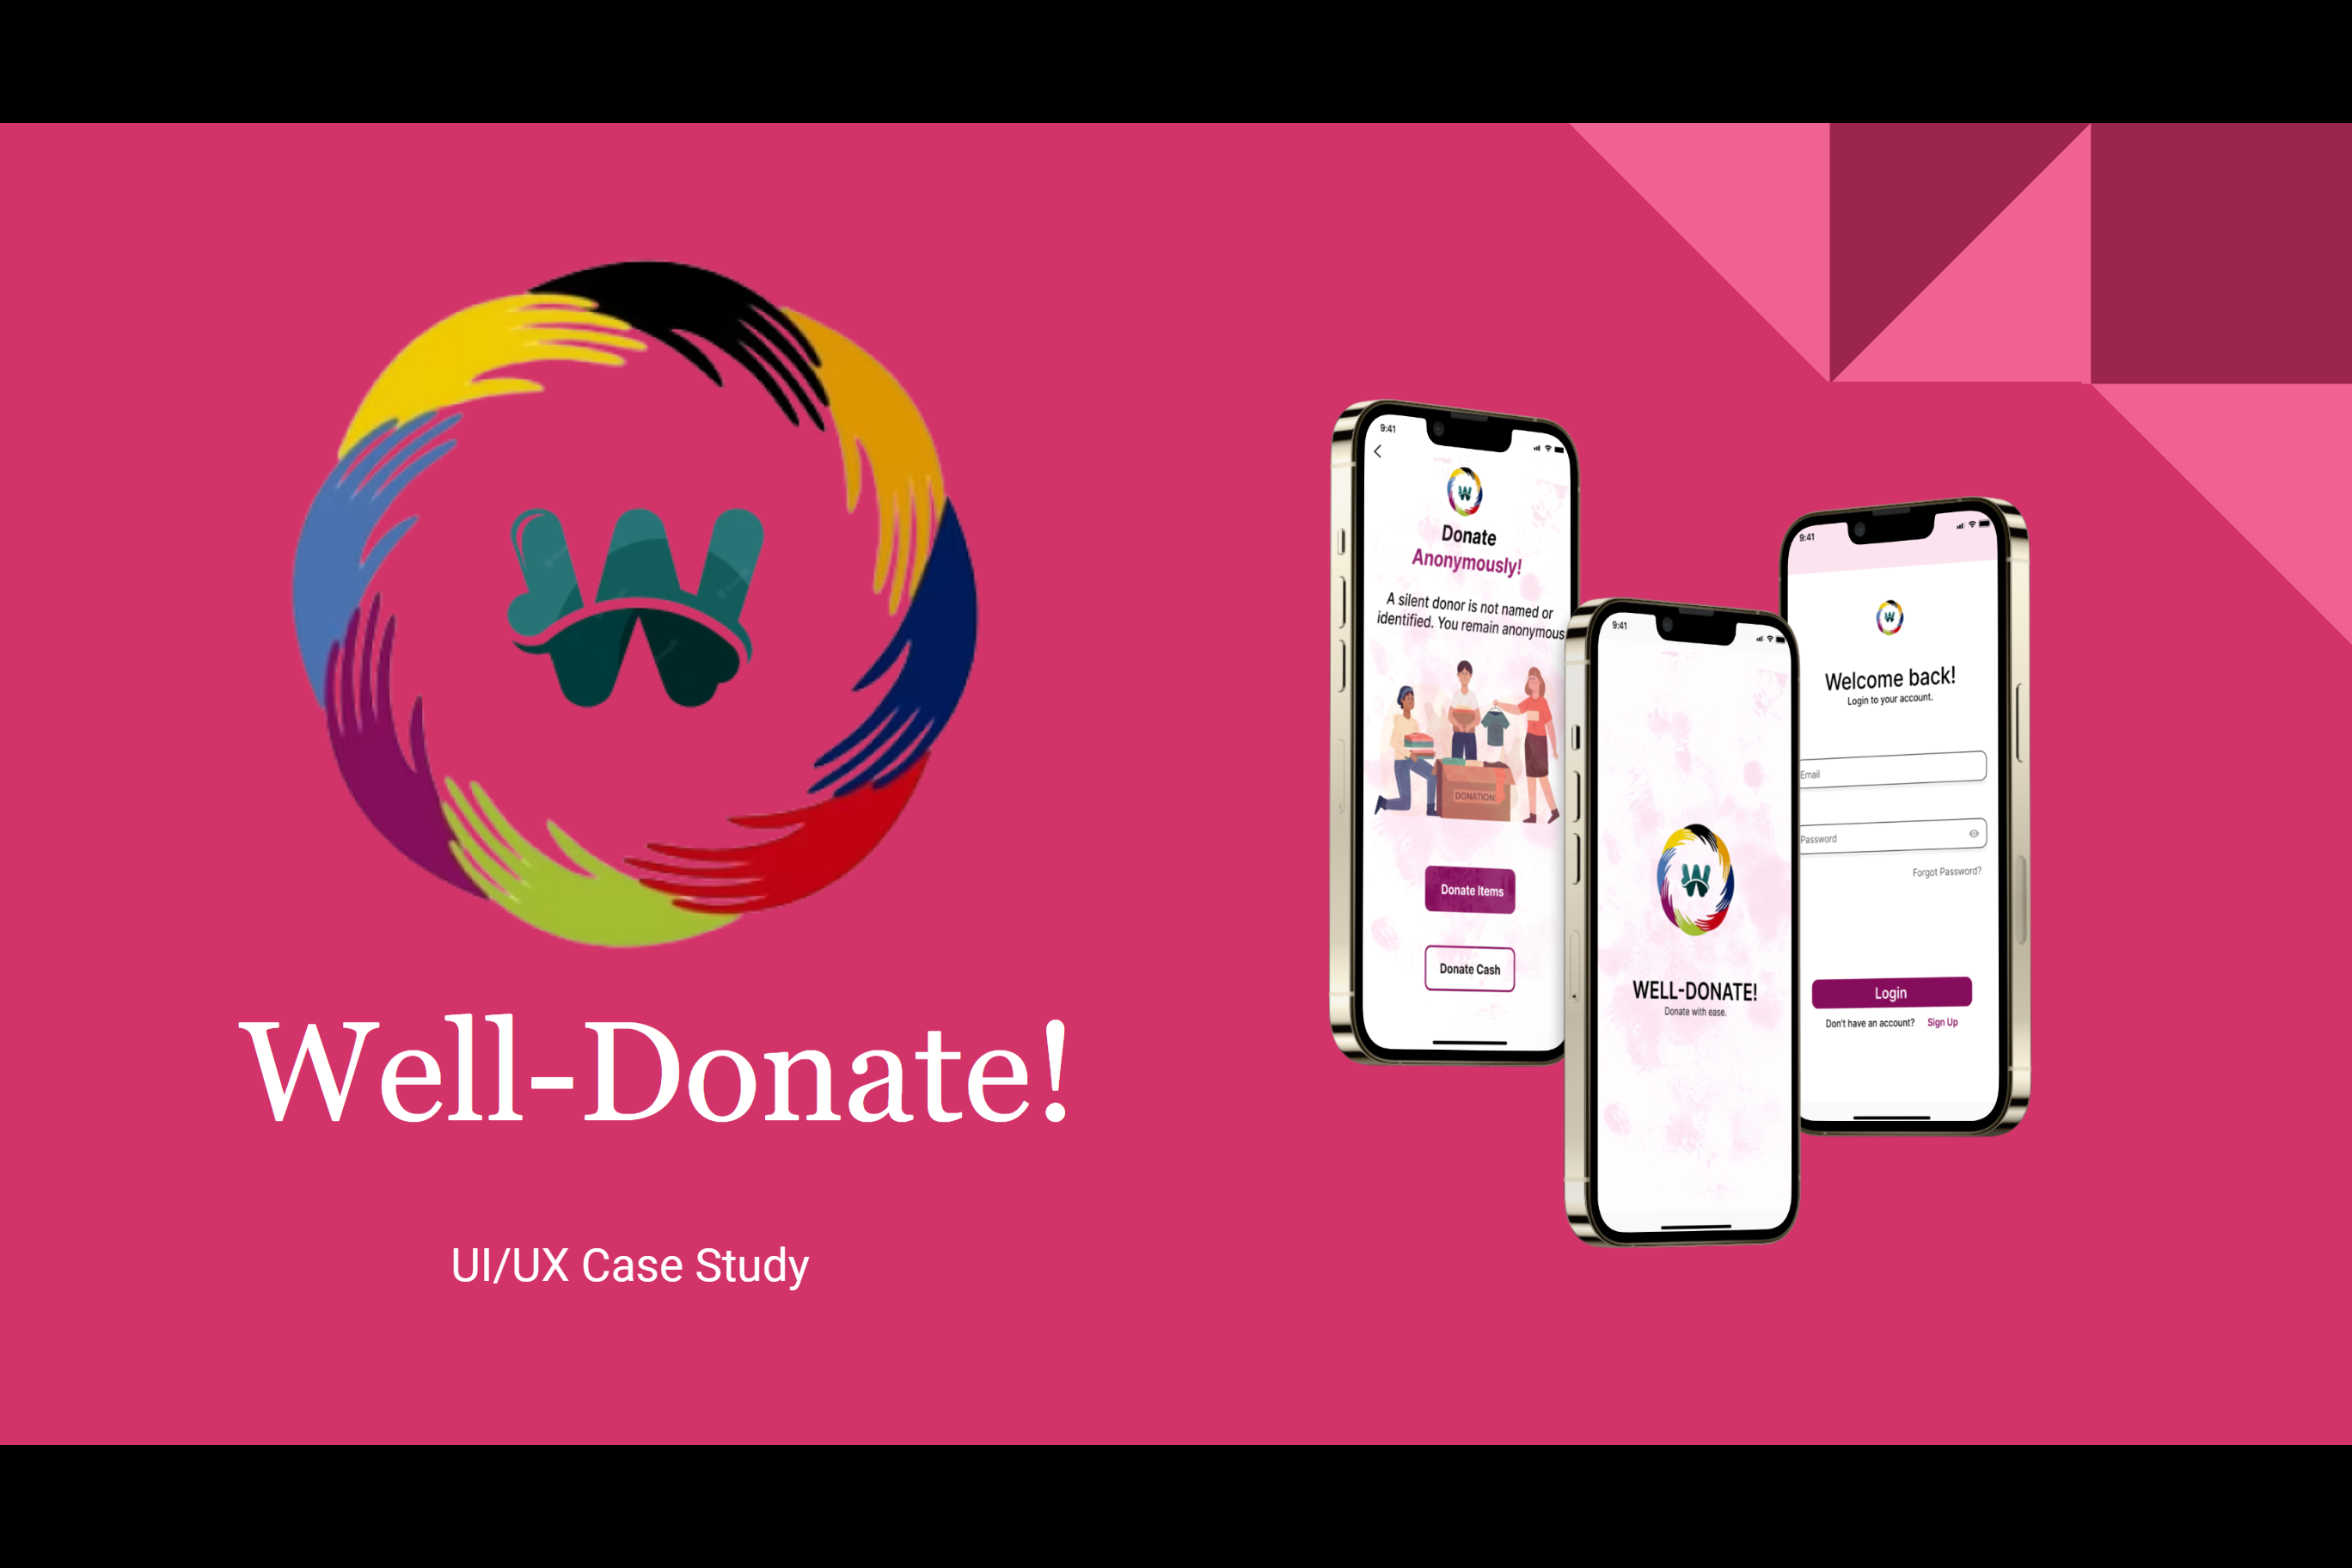 W
Well-Donate!
UI/UX Case Study
9:41
W
Donate
Anonymously!
A silent donor is not named or
identified. You remain anonymous
DONATION
Donate Items
Donate Cash
9:41
W
WELL-DONATE!
Donate with ease.
9:41
W
Welcome back!
Login to your account.
Email
Password
Forgot Password?
Login
Don't have an account? Sign Up